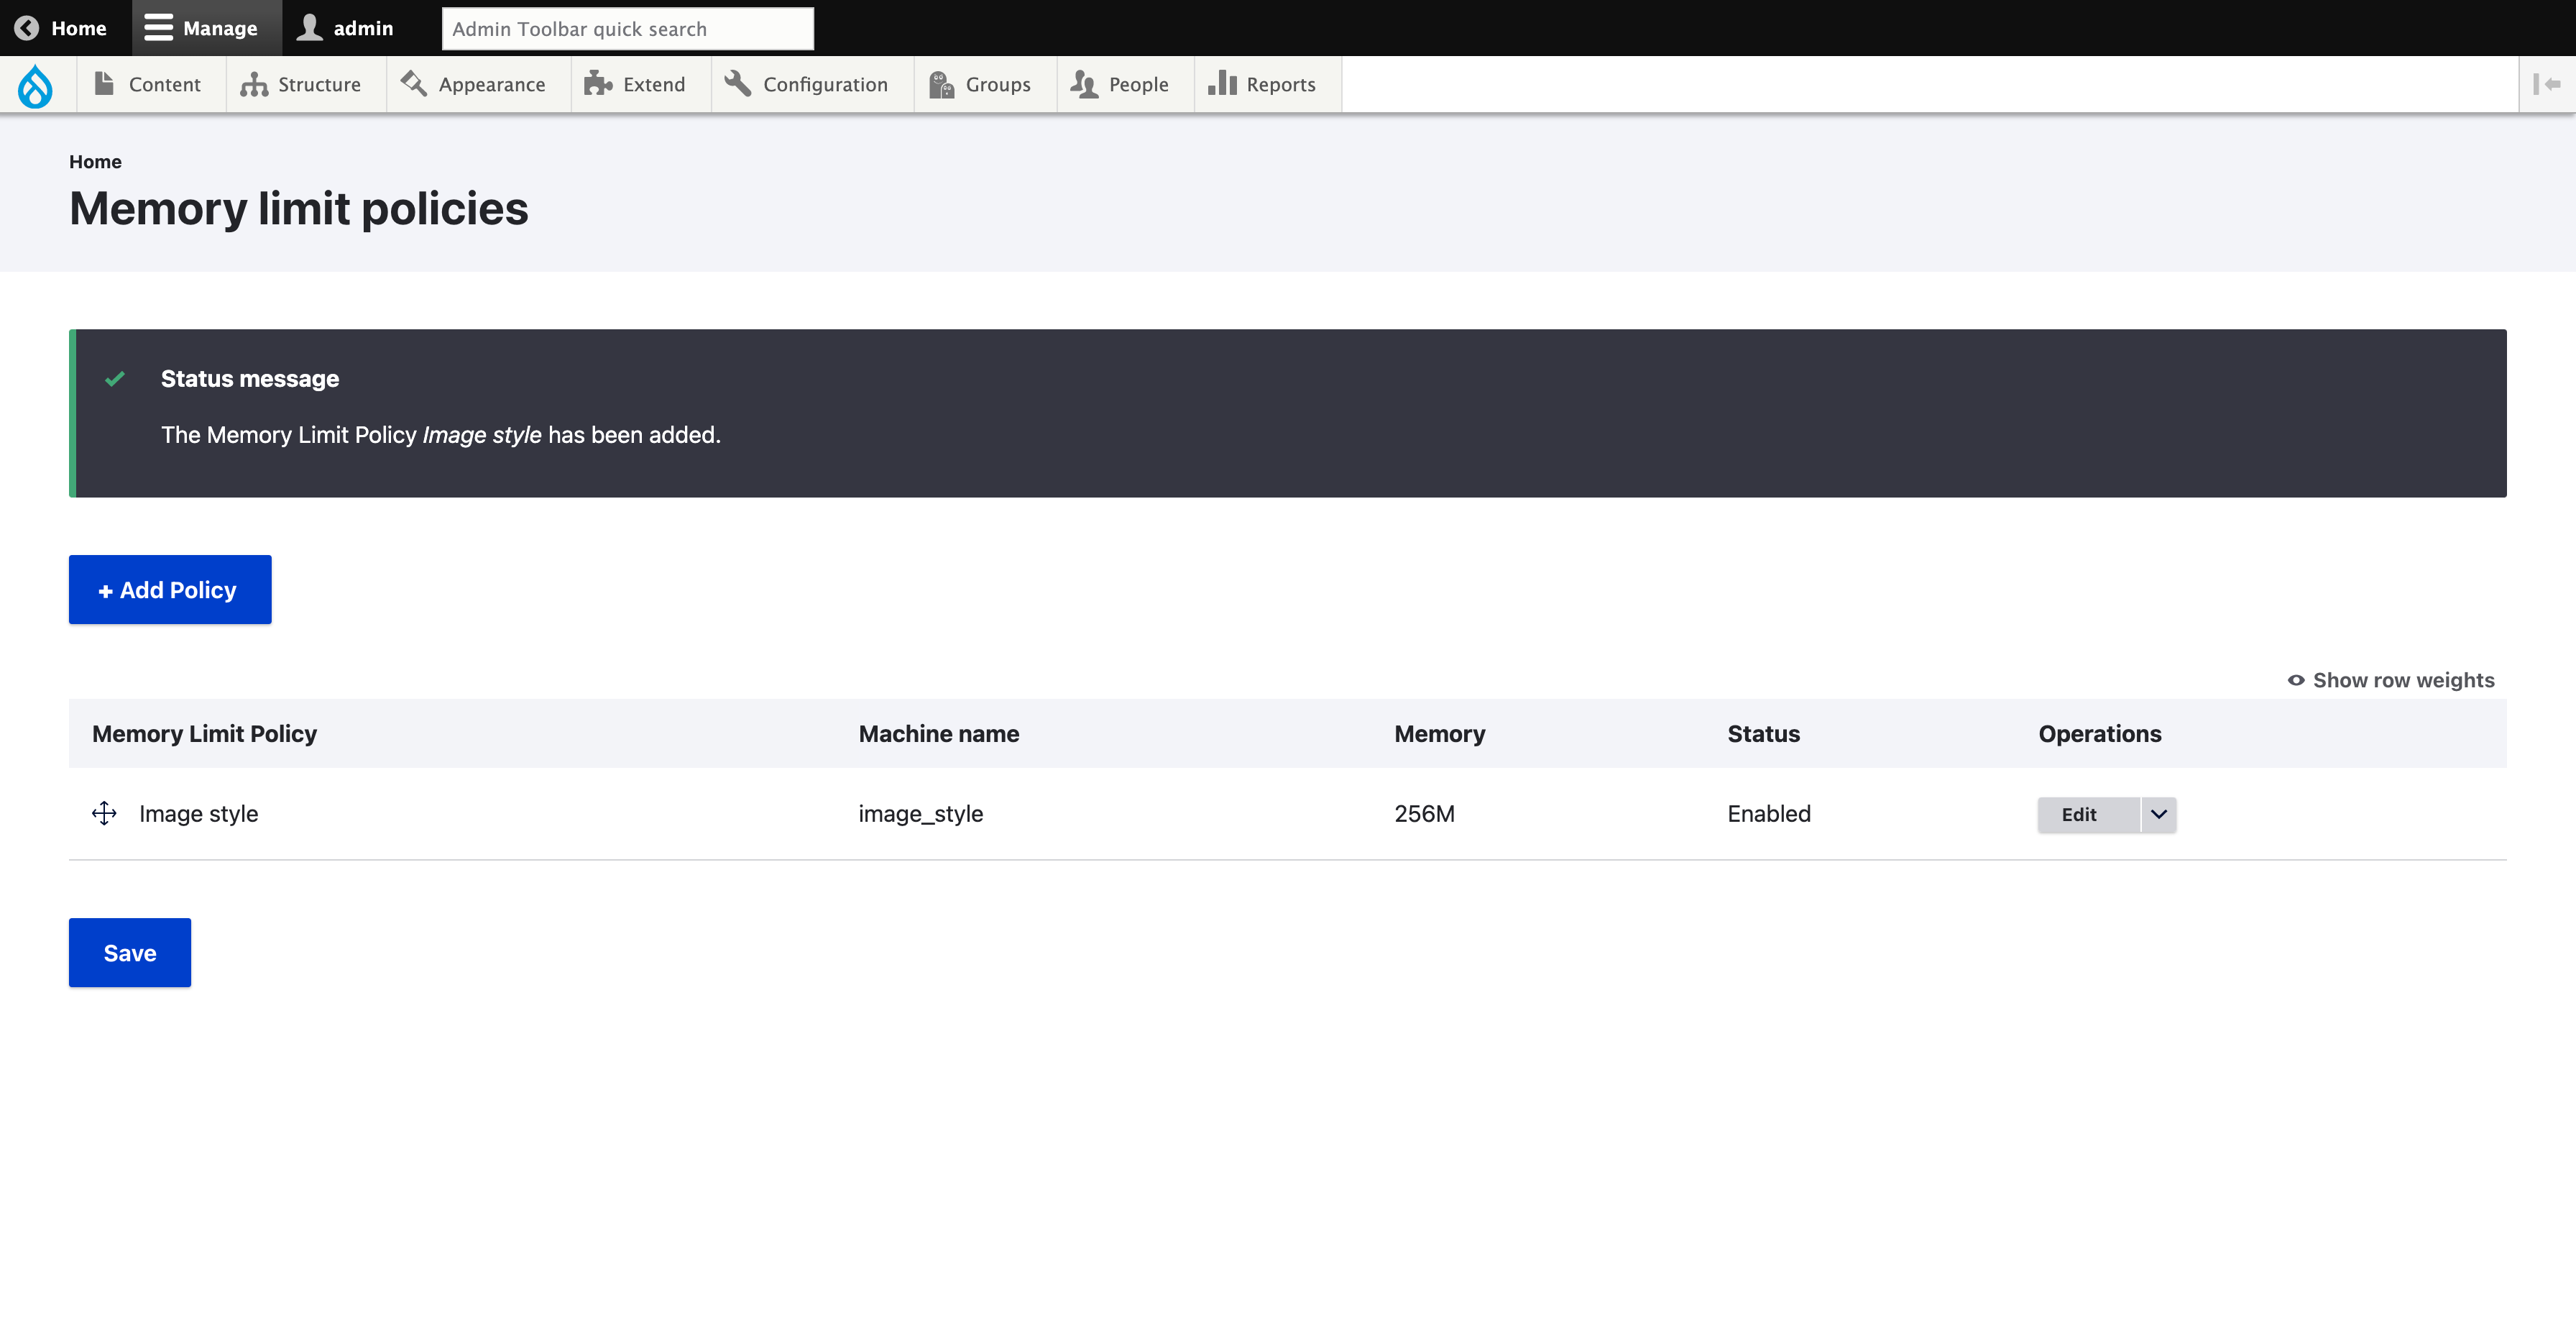 Home Manage admin Admin Toolbar quick search
Content Structure Appearance Extend Configuration Groups People Reports
Home
Memory limit policies
Status message
The Memory Limit Policy Image style has been added.
+ Add Policy
Show row weights
Memory Limit Policy Machine name Memory Status Operations
Image style image_style 256M Enabled Edit
Save